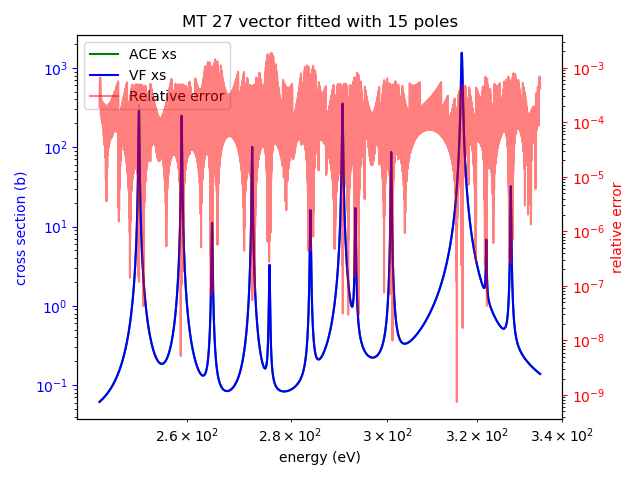 MT 27 vector fitted with 15 poles
ACE xs
VF xs
Relative error
10³
10²
10¹
10⁰
10⁻¹
cross section (b)
10⁻³
10⁻⁴
10⁻⁵
10⁻⁶
10⁻⁷
10⁻⁸
10⁻⁹
relative error
2.6 × 10² 2.8 × 10² 3 × 10² 3.2 × 10² 3.4 × 10²
energy (eV)